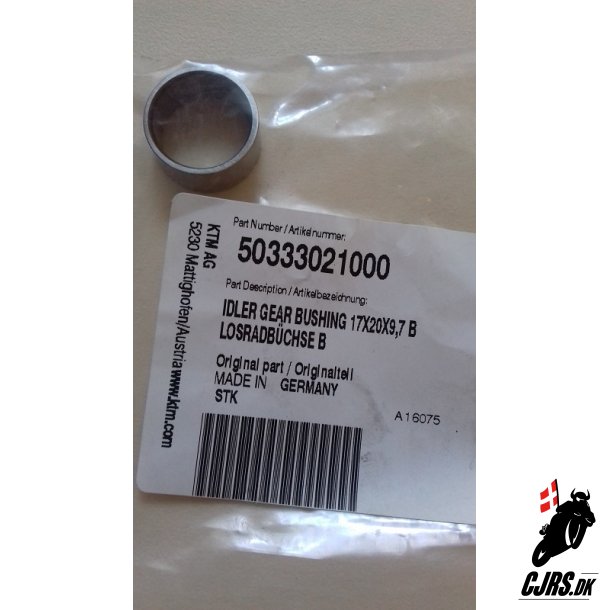 Part Number / Artikelnummer:
50333021000
Part Description / Artikelbezeichnung:
IDLER GEAR BUSHING 17X20X9,7 B
LOSRADBÜCHSE B
Original part / Originalteil
MADE IN GERMANY
STK
A16075
KTM AG
5230 Mattighofen/Austria
www.ktm.com
CJRS.DK